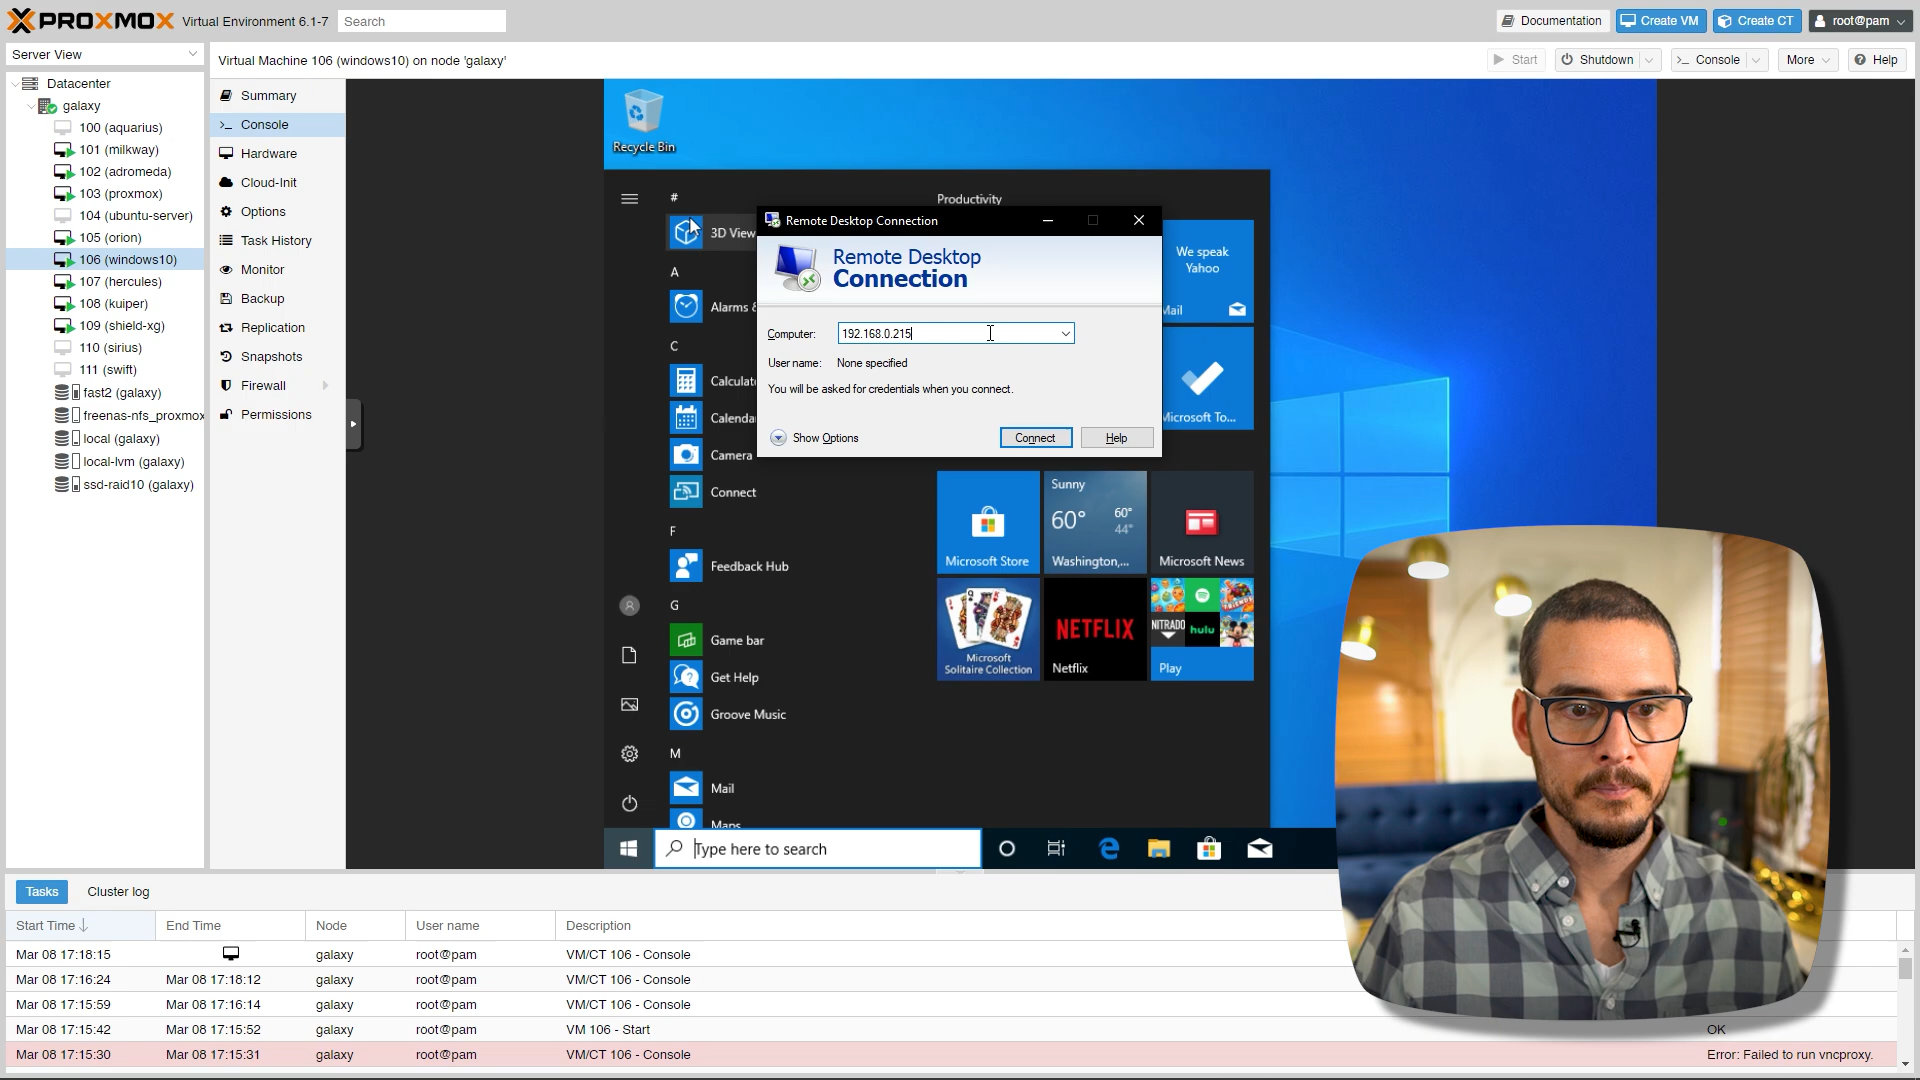 PROXMOX Virtual Environment 6.1-7 Search Documentation Create VM Create CT root@pam
Server View
Virtual Machine 106 (windows10) on node 'galaxy' Start Shutdown Console More Help
Datacenter
galaxy
100 (aquarius)
101 (milkway)
102 (adromeda)
103 (proxmox)
104 (ubuntu-server)
105 (orion)
106 (windows10)
107 (hercules)
108 (kuiper)
109 (shield-xg)
110 (sirius)
111 (swift)
fast2 (galaxy)
freenas-nfs_proxmox
local (galaxy)
local-lvm (galaxy)
ssd-raid10 (galaxy)
Summary
Console
Hardware
Cloud-Init
Options
Task History
Monitor
Backup
Replication
Snapshots
Firewall
Permissions
Recycle Bin
#
3D View
A
Alarms &
C
Calculat
Calenda
Camera
Connect
F
Feedback Hub
G
Game bar
Get Help
Groove Music
M
Mail
Maps
Productivity
We speak
Yahoo
Mail
Microsoft To...
Remote Desktop Connection
Remote Desktop
Connection
Computer: 192.168.0.215
User name: None specified
You will be asked for credentials when you connect.
Show Options Connect Help
Microsoft Store
Sunny
60° 60°
44°
Washington,...
Microsoft News
Microsoft
Solitaire Collection
NETFLIX
Netflix
NITRADO
hulu
Play
Type here to search
Tasks Cluster log
Start Time End Time Node User name Description
Mar 08 17:18:15 galaxy root@pam VM/CT 106 - Console
Mar 08 17:16:24 Mar 08 17:18:12 galaxy root@pam VM/CT 106 - Console
Mar 08 17:15:59 Mar 08 17:16:14 galaxy root@pam VM/CT 106 - Console
Mar 08 17:15:42 Mar 08 17:15:52 galaxy root@pam VM 106 - Start OK
Mar 08 17:15:30 Mar 08 17:15:31 galaxy root@pam VM/CT 106 - Console Error: Failed to run vncproxy.